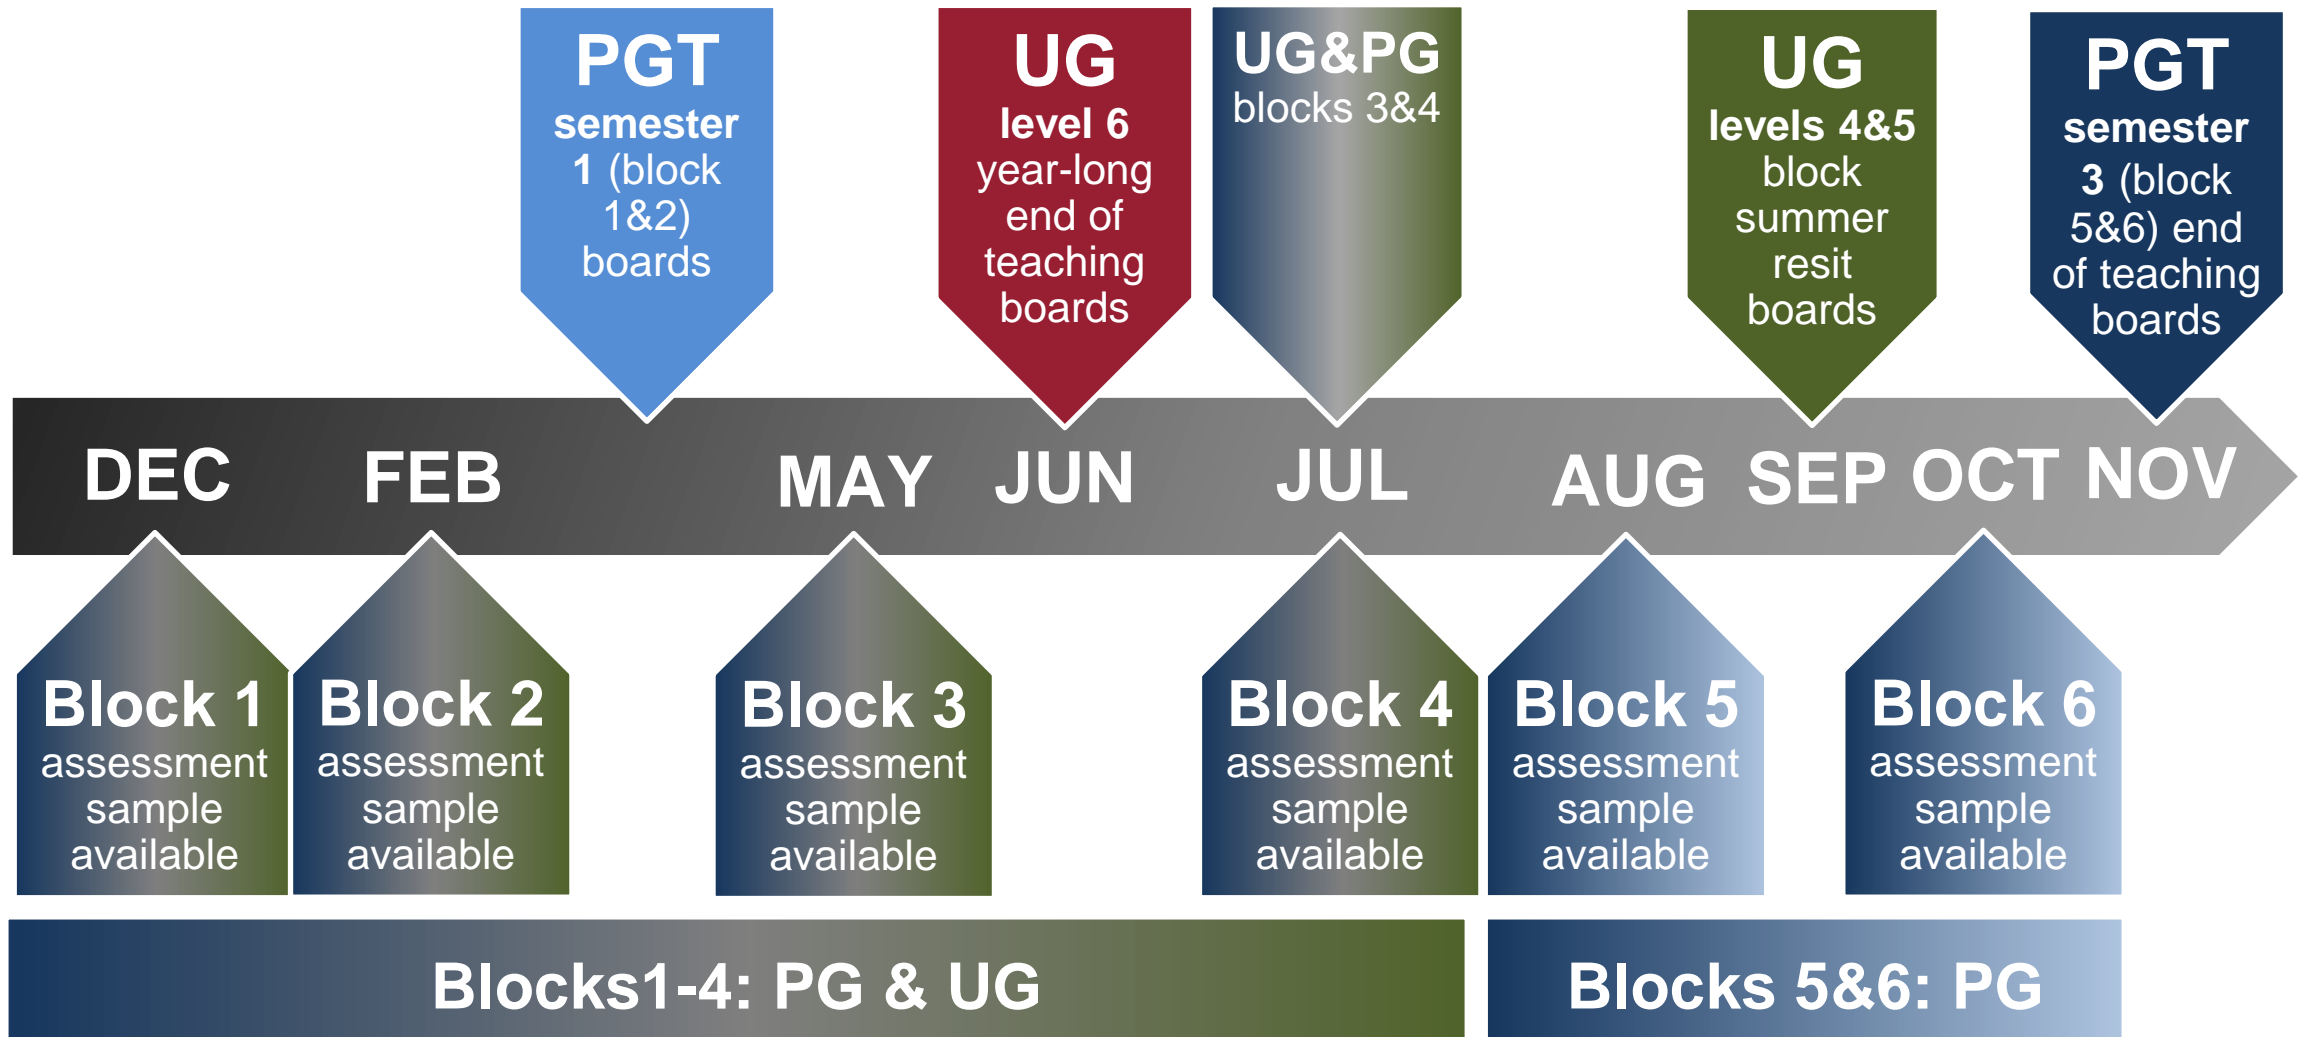 PGT
semester
1 (block
1&2)
boards
UG
level 6
year-long
end of
teaching
boards
UG&PG
blocks 3&4
UG
levels 4&5
block
summer
resit
boards
PGT
semester
3 (block
5&6) end
of teaching
boards
DEC
FEB
MAY
JUN
JUL
AUG
SEP
OCT
NOV
Block 1
assessment
sample
available
Block 2
assessment
sample
available
Block 3
assessment
sample
available
Block 4
assessment
sample
available
Block 5
assessment
sample
available
Block 6
assessment
sample
available
Blocks1-4: PG & UG
Blocks 5&6: PG